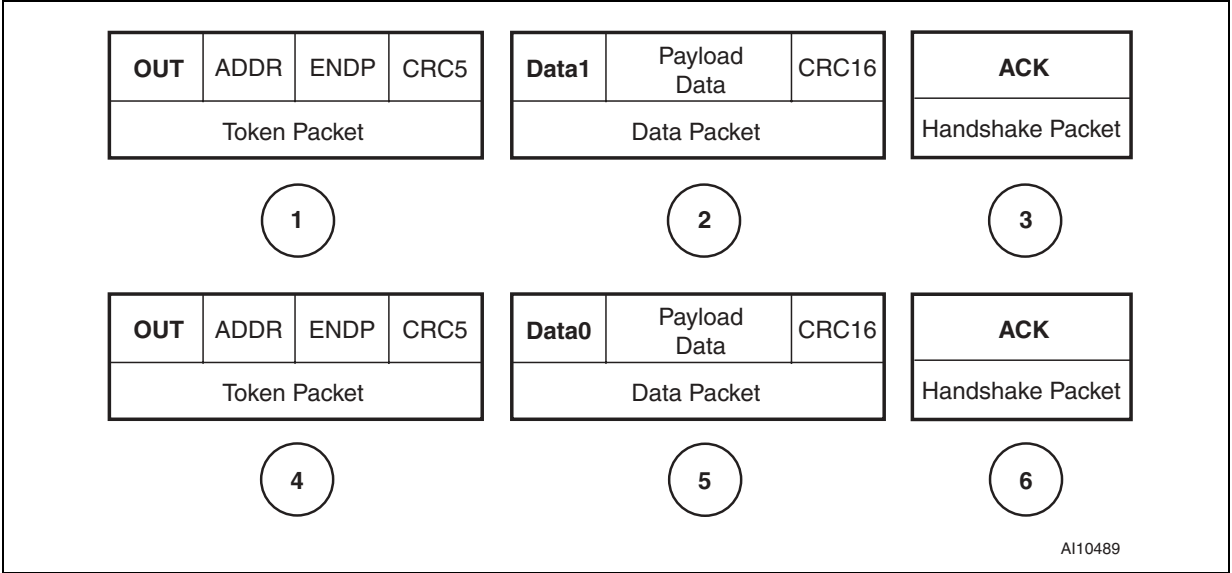 OUT ADDR ENDP CRC5 Data1 Payload Data CRC16 ACK
Token Packet Data Packet Handshake Packet
1 2 3
OUT ADDR ENDP CRC5 Data0 Payload Data CRC16 ACK
Token Packet Data Packet Handshake Packet
4 5 6
AI10489